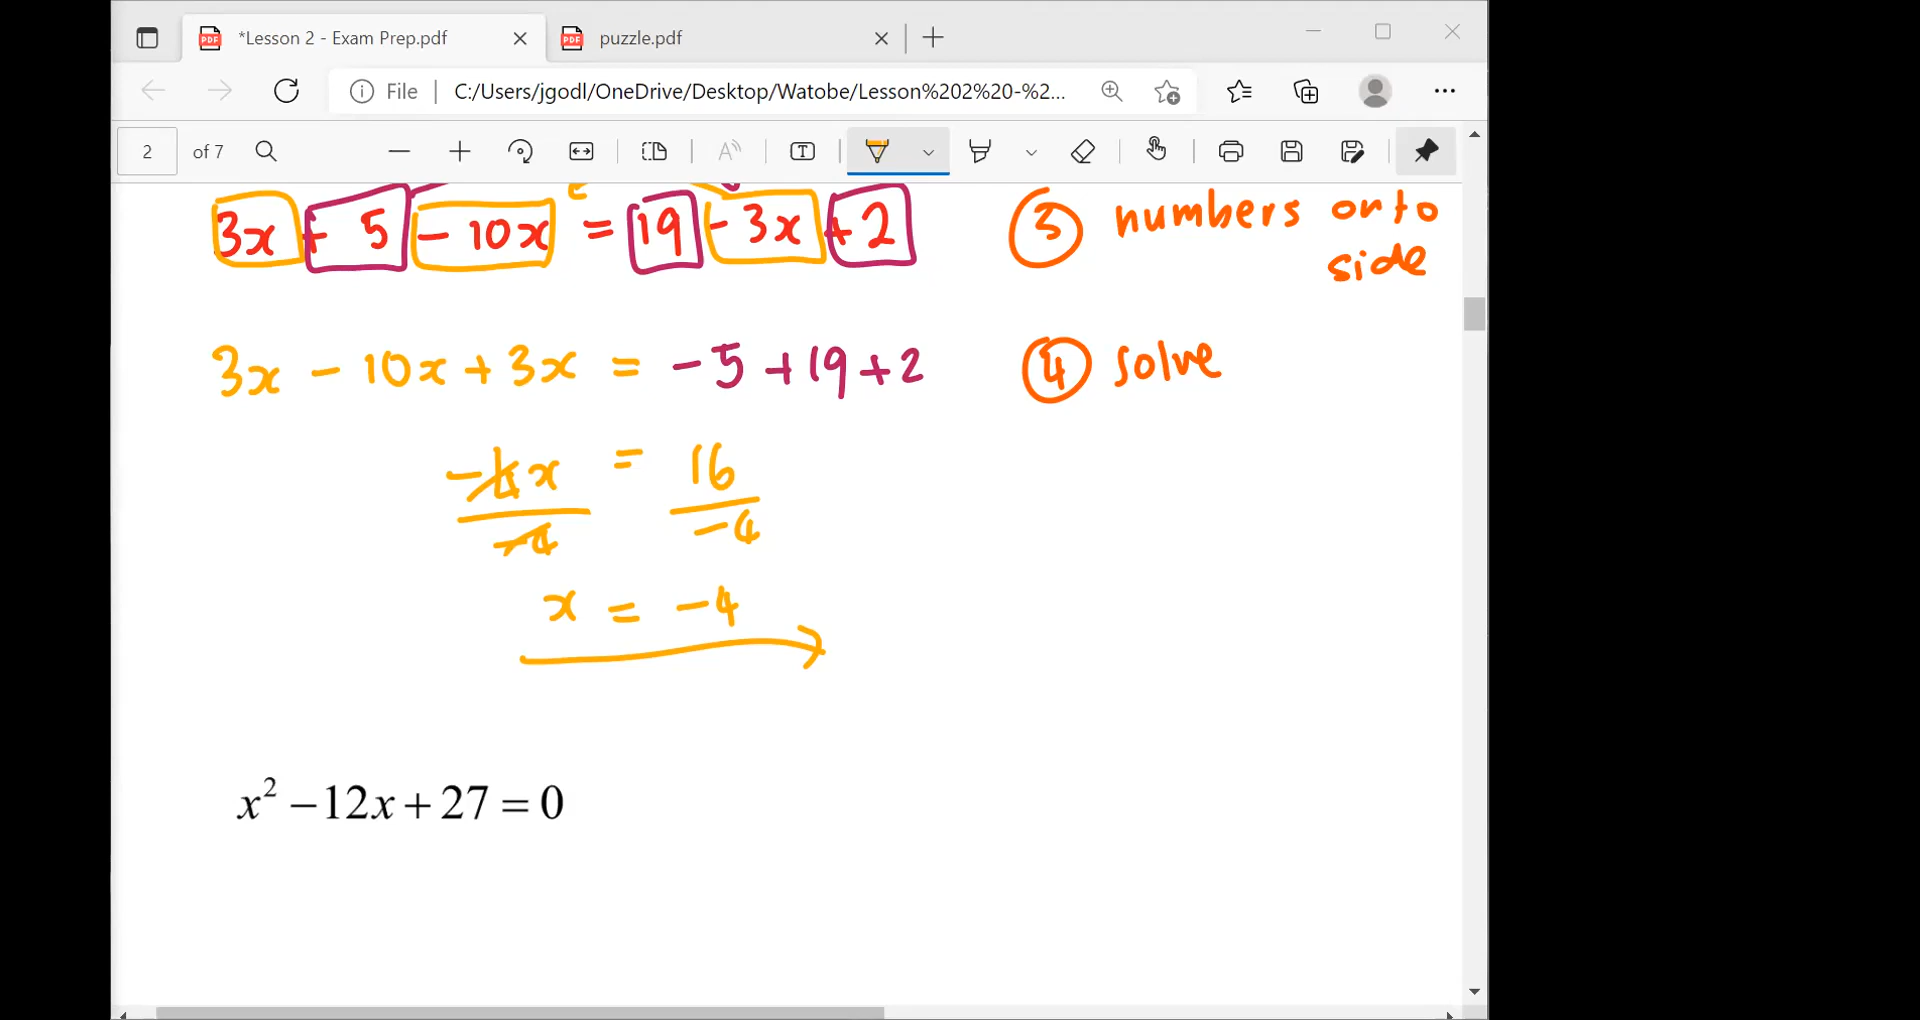 *Lesson 2 - Exam Prep.pdf
puzzle.pdf
File
C:/Users/jgodl/OneDrive/Desktop/Watobe/Lesson%202%20-%2...
2 of 7
3x + 5 - 10x = 19 - 3x + 2
③ numbers onto
side
3x - 10x + 3x = -5 + 19 + 2
④ solve
-4x = 16
-4 -4
x = -4
x² − 12x + 27 = 0